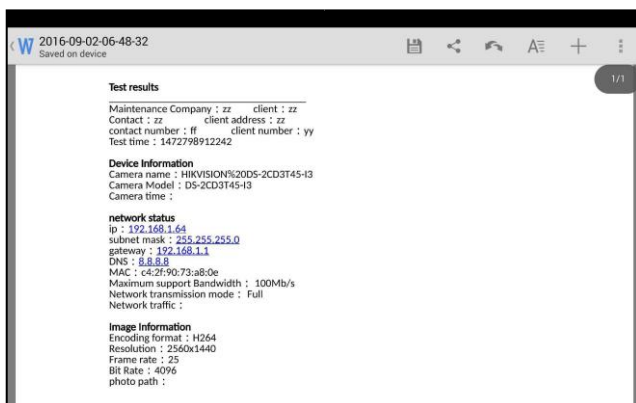 W 2016-09-02-06-48-32
Saved on device
1/1
Test results
Maintenance Company：zz client：zz
Contact：zz client address：zz
contact number：ff client number：yy
Test time：1472798912242
Device Information
Camera name：HIKVISION%20DS-2CD3T45-I3
Camera Model：DS-2CD3T45-I3
Camera time：
network status
ip：192.168.1.64
subnet mask：255.255.255.0
gateway：192.168.1.1
DNS：8.8.8.8
MAC：c4:2f:90:73:a8:0e
Maximum support Bandwidth：100Mb/s
Network transmission mode：Full
Network traffic：
Image Information
Encoding format：H264
Resolution：2560x1440
Frame rate：25
Bit Rate：4096
photo path：